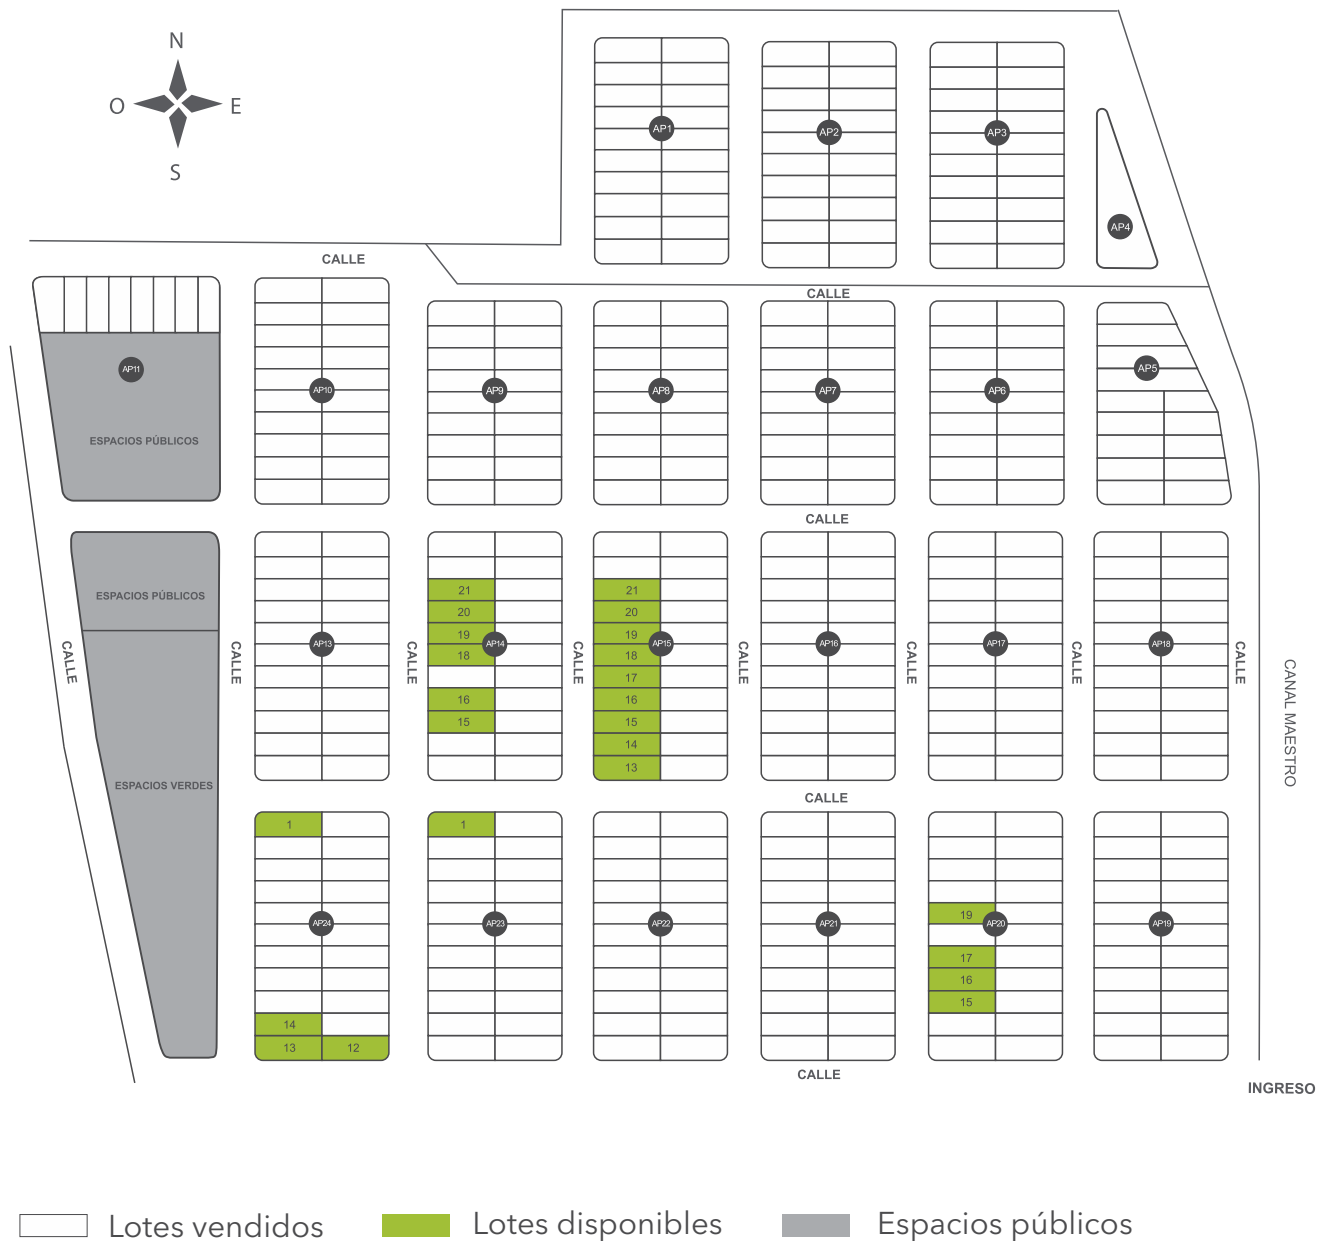 N
O E
S
AP1
AP2
AP3
AP4
CALLE
CALLE
AP11
AP10
AP9
AP8
AP7
AP6
AP5
ESPACIOS PÚBLICOS
CALLE
ESPACIOS PÚBLICOS
ESPACIOS VERDES
CALLE
CALLE
CALLE
CALLE
CALLE
CALLE
CALLE
CALLE
CANAL MAESTRO
AP13
AP14
21
20
19
18
16
15
AP15
21
20
19
18
17
16
15
14
13
AP16
AP17
AP18
CALLE
AP24
1
14
13 12
AP23
1
AP22
AP21
AP20
19
17
16
15
AP19
CALLE
INGRESO
Lotes vendidos
Lotes disponibles
Espacios públicos